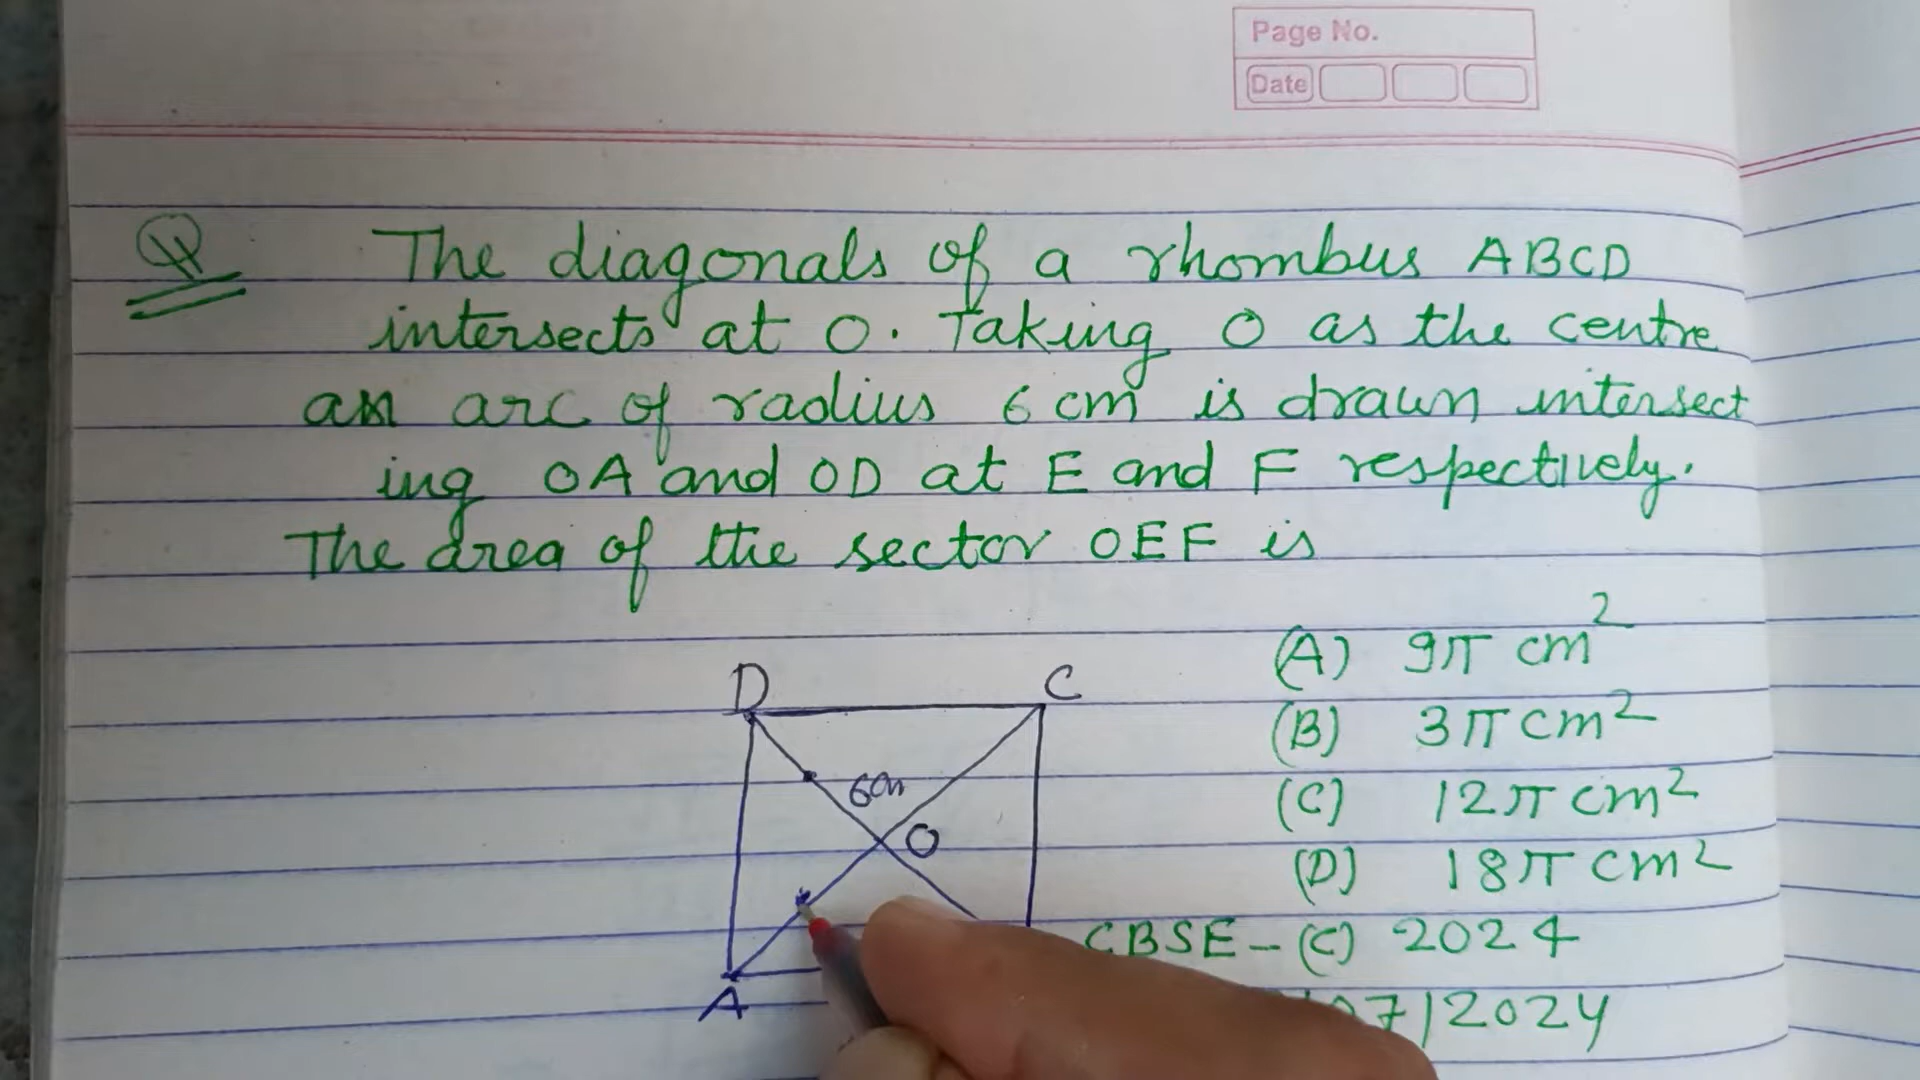 Page No.
Date
Q The diagonals of a rhombus ABCD
intersects at O. Taking O as the centre
an arc of radius 6 cm is drawn intersect
ing OA and OD at E and F respectively.
The area of the sector OEF is
(A) 9π cm²
(B) 3π cm²
(C) 12π cm²
(D) 18π cm²
CBSE-(C) 2024
07/2024
D C
6cm
O
A